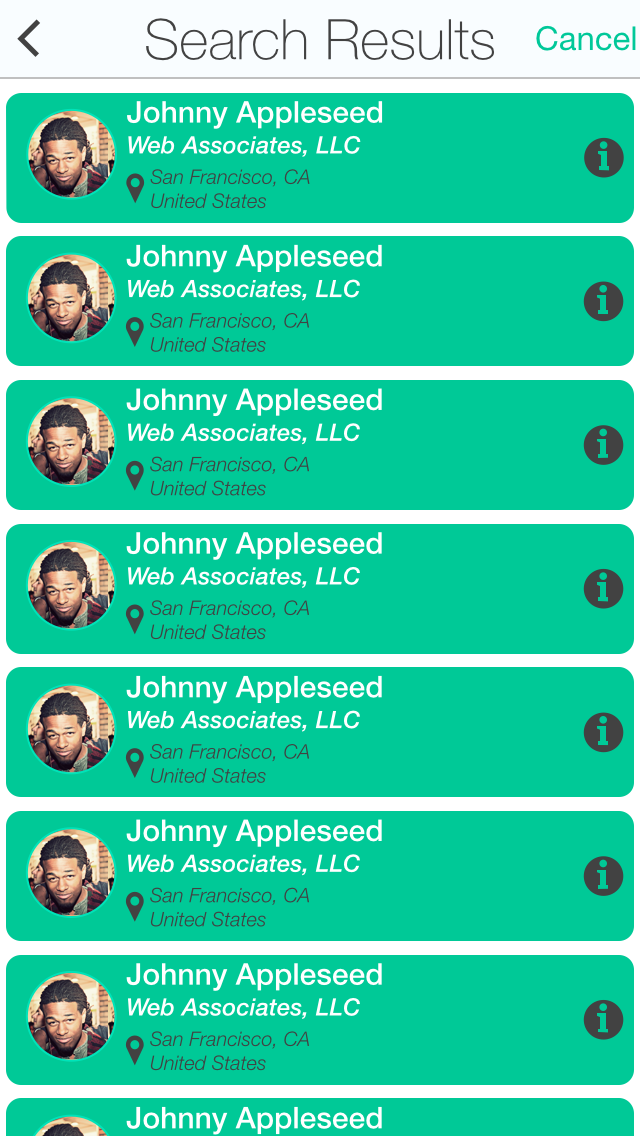 Search Results
Cancel
Johnny Appleseed
Web Associates, LLC
San Francisco, CA
United States
Johnny Appleseed
Web Associates, LLC
San Francisco, CA
United States
Johnny Appleseed
Web Associates, LLC
San Francisco, CA
United States
Johnny Appleseed
Web Associates, LLC
San Francisco, CA
United States
Johnny Appleseed
Web Associates, LLC
San Francisco, CA
United States
Johnny Appleseed
Web Associates, LLC
San Francisco, CA
United States
Johnny Appleseed
Web Associates, LLC
San Francisco, CA
United States
Johnny Appleseed